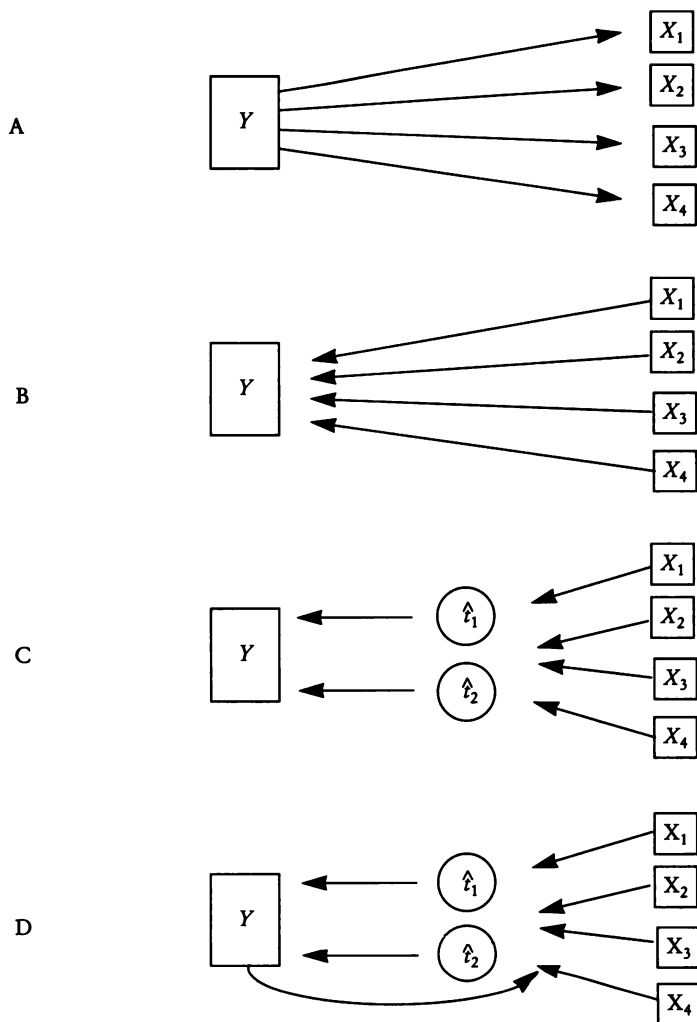 X₁
X₂
A Y
X₃
X₄
X₁
X₂
B Y
X₃
X₄
X₁
t̂₁
X₂
C Y
X₃
t̂₂
X₄
X₁
t̂₁
X₂
D Y
X₃
t̂₂
X₄